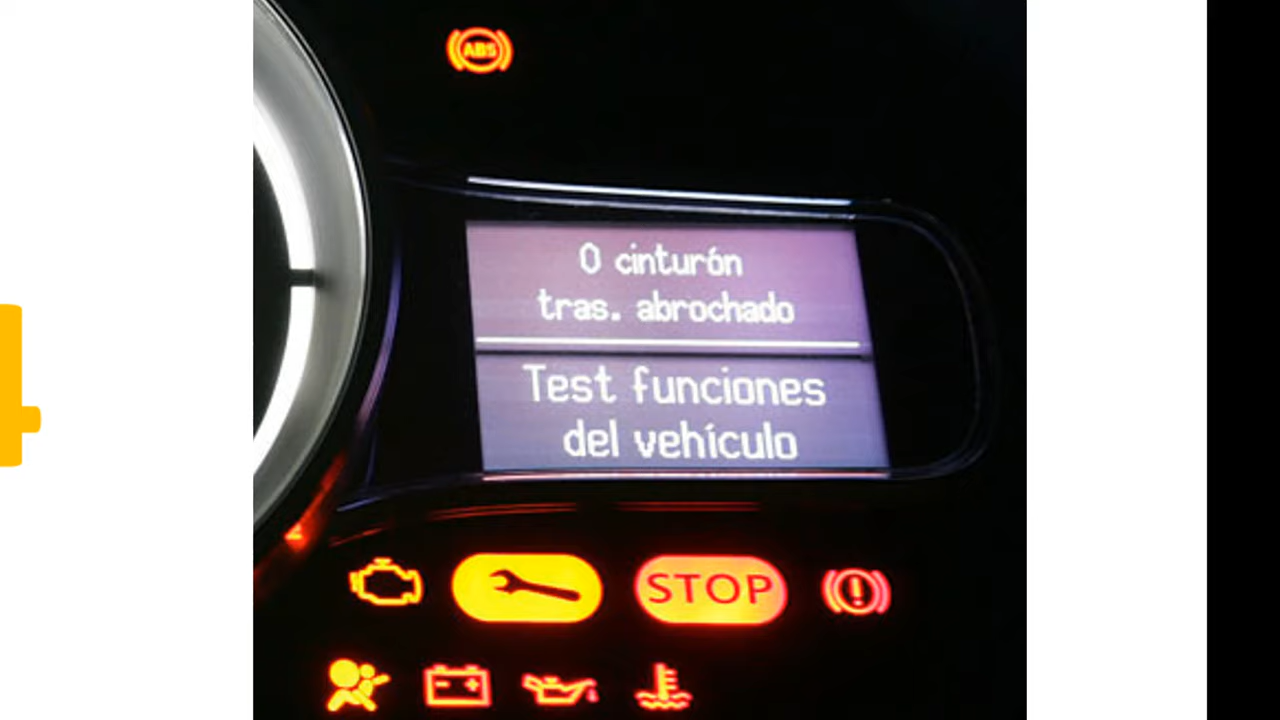 ABS
0 cinturón
tras. abrochado
Test funciones
del vehículo
STOP